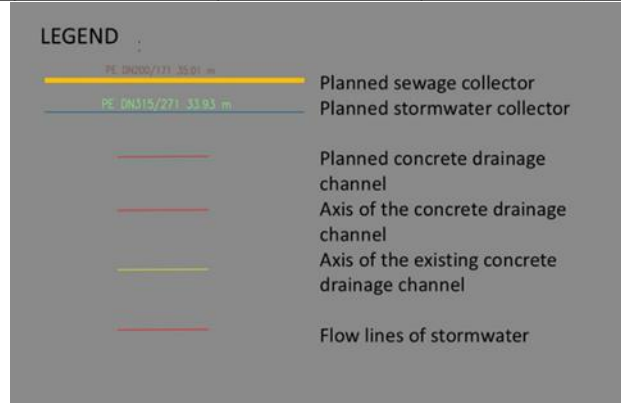 LEGEND :
PE DN200/171 35.01 m
Planned sewage collector
PE DN315/271 33.93 m
Planned stormwater collector
Planned concrete drainage
channel
Axis of the concrete drainage
channel
Axis of the existing concrete
drainage channel
Flow lines of stormwater